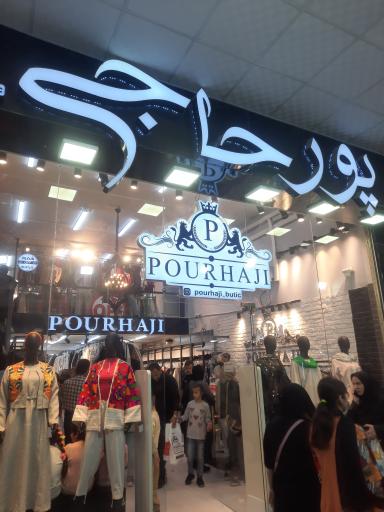 پورحاجی
P
POURHAJI
pourhaji_butic
POURHAJI